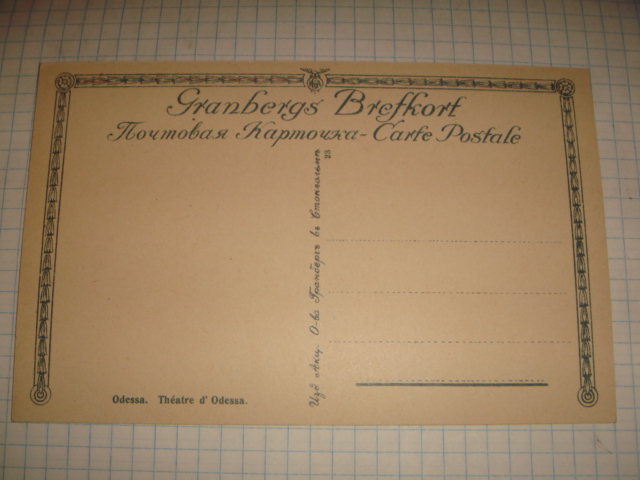 Granbergs Brefkort
Почтовая Карточка - Carte Postale
Изд. Акц. О-ва Гранбергъ въ Стокгольмѣ
23
Odessa. Théatre d' Odessa.